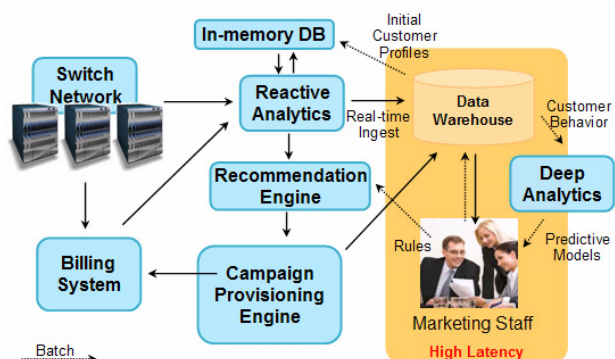 In-memory DB
Initial
Customer
Profiles
Switch
Network
Reactive
Analytics
Real-time
Ingest
Data
Warehouse
Customer
Behavior
Recommendation
Engine
Deep
Analytics
Rules
Predictive
Models
Billing
System
Campaign
Provisioning
Engine
Marketing Staff
High Latency
Batch